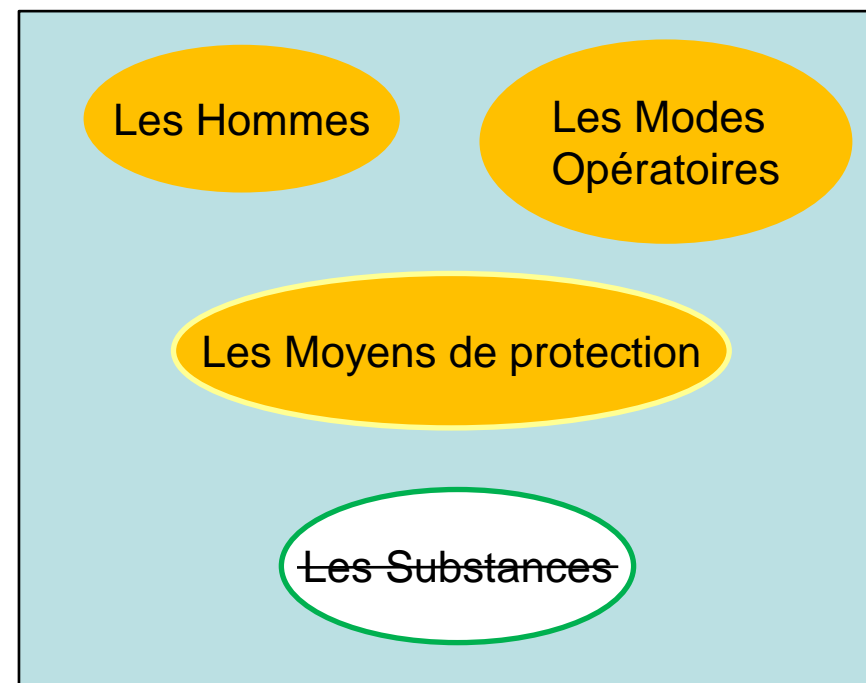 Les Hommes
Les Modes
Opératoires
Les Moyens de protection
Les Substances